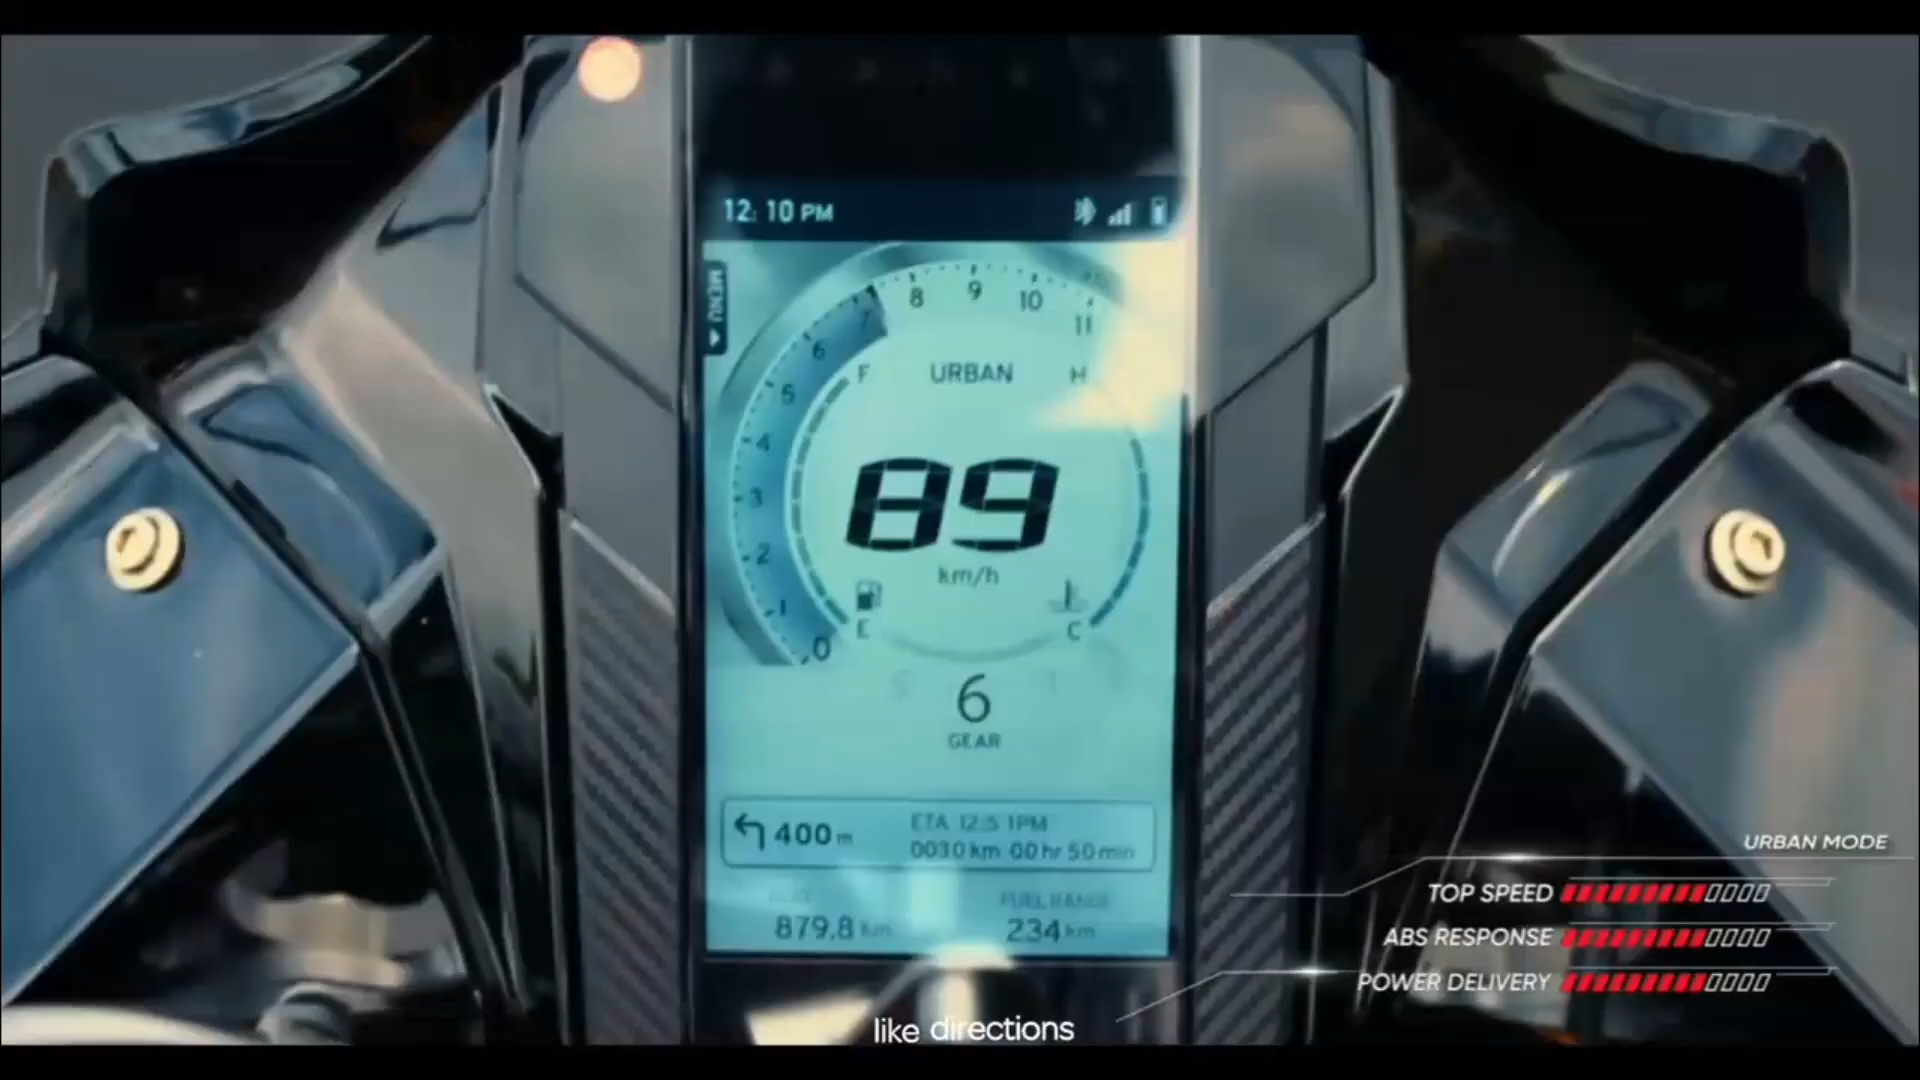 12:10 PM
MENU
0
1
2
3
4
5
6
7
8
9
10
11
F
URBAN
H
89
km/h
E
C
6
GEAR
400 m
ETA 12:51PM
0030 km 00 hr 50 min
FUEL RANGE
879.8 km
234 km
URBAN MODE
TOP SPEED
ABS RESPONSE
POWER DELIVERY
like directions